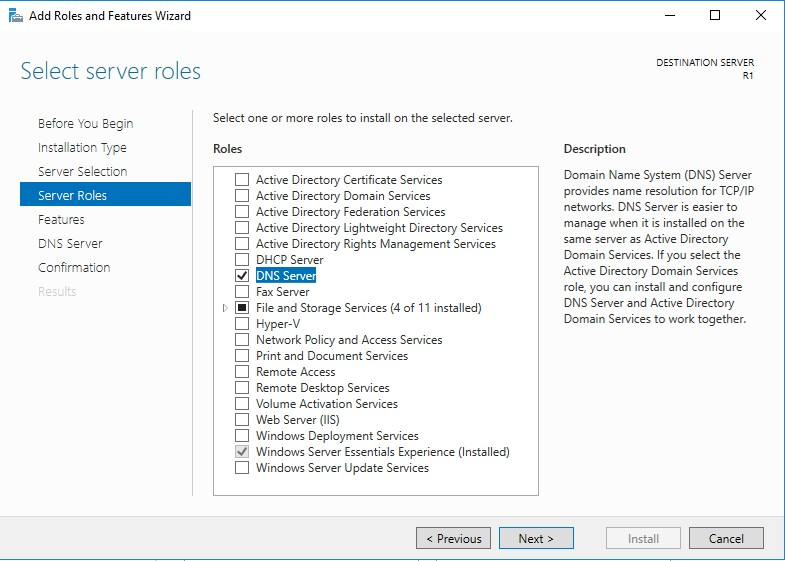 Add Roles and Features Wizard
Select server roles
DESTINATION SERVER
R1
Before You Begin
Installation Type
Server Selection
Server Roles
Features
DNS Server
Confirmation
Results
Select one or more roles to install on the selected server.
Roles
Active Directory Certificate Services
Active Directory Domain Services
Active Directory Federation Services
Active Directory Lightweight Directory Services
Active Directory Rights Management Services
DHCP Server
DNS Server
Fax Server
File and Storage Services (4 of 11 installed)
Hyper-V
Network Policy and Access Services
Print and Document Services
Remote Access
Remote Desktop Services
Volume Activation Services
Web Server (IIS)
Windows Deployment Services
Windows Server Essentials Experience (Installed)
Windows Server Update Services
Description
Domain Name System (DNS) Server
provides name resolution for TCP/IP
networks. DNS Server is easier to
manage when it is installed on the
same server as Active Directory
Domain Services. If you select the
Active Directory Domain Services
role, you can install and configure
DNS Server and Active Directory
Domain Services to work together.
< Previous
Next >
Install
Cancel